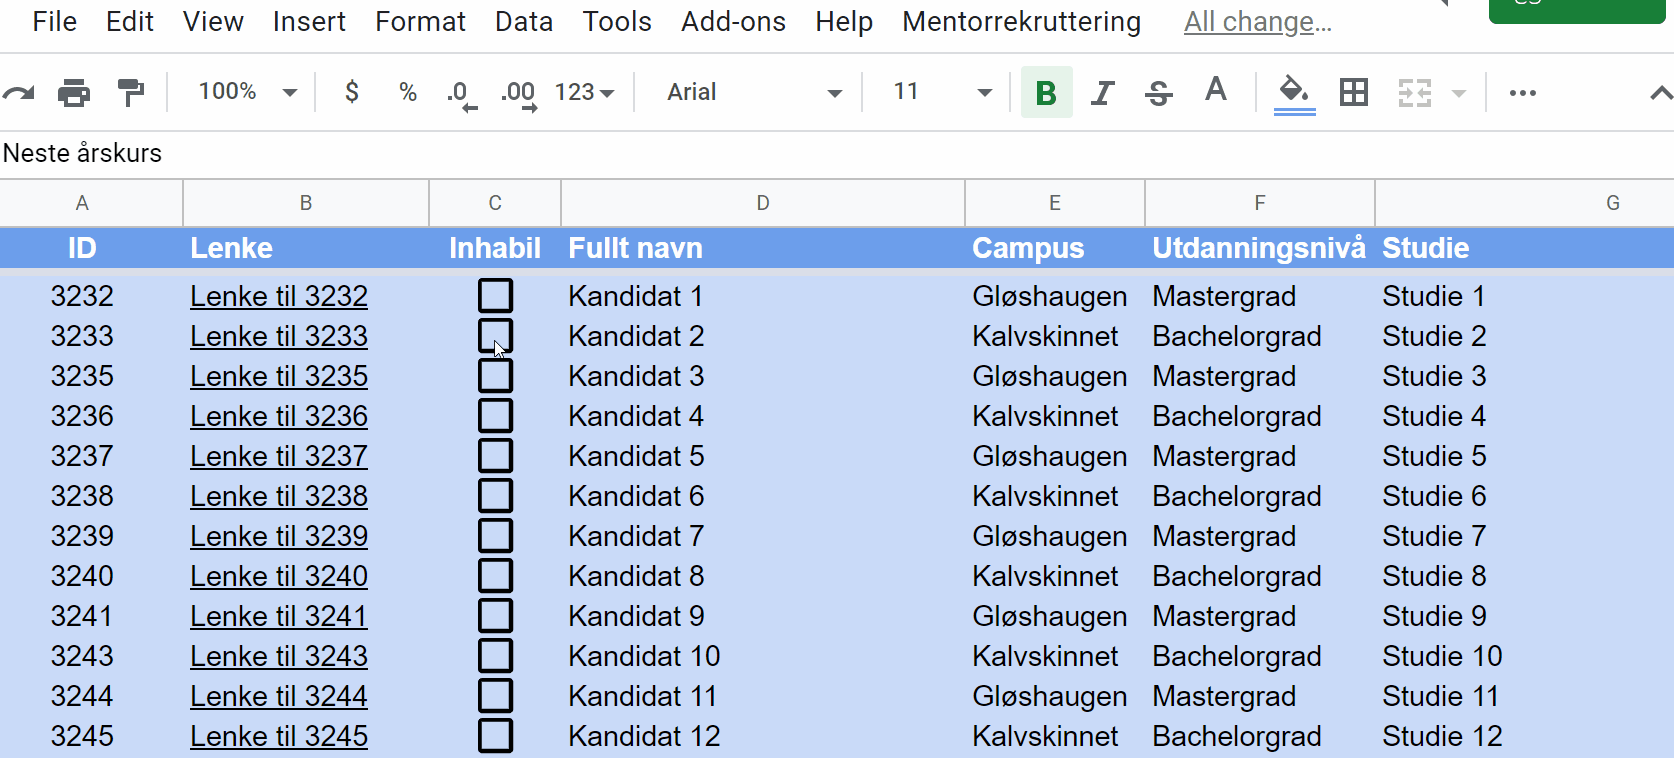 File Edit View Insert Format Data Tools Add-ons Help Mentorrekruttering All change…
100% $ % .0 .00 123 Arial 11 B I S A
Neste årskurs
A B C D E F G
ID Lenke Inhabil Fullt navn Campus Utdanningsnivå Studie
3232 Lenke til 3232 Kandidat 1 Gløshaugen Mastergrad Studie 1
3233 Lenke til 3233 Kandidat 2 Kalvskinnet Bachelorgrad Studie 2
3235 Lenke til 3235 Kandidat 3 Gløshaugen Mastergrad Studie 3
3236 Lenke til 3236 Kandidat 4 Kalvskinnet Bachelorgrad Studie 4
3237 Lenke til 3237 Kandidat 5 Gløshaugen Mastergrad Studie 5
3238 Lenke til 3238 Kandidat 6 Kalvskinnet Bachelorgrad Studie 6
3239 Lenke til 3239 Kandidat 7 Gløshaugen Mastergrad Studie 7
3240 Lenke til 3240 Kandidat 8 Kalvskinnet Bachelorgrad Studie 8
3241 Lenke til 3241 Kandidat 9 Gløshaugen Mastergrad Studie 9
3243 Lenke til 3243 Kandidat 10 Kalvskinnet Bachelorgrad Studie 10
3244 Lenke til 3244 Kandidat 11 Gløshaugen Mastergrad Studie 11
3245 Lenke til 3245 Kandidat 12 Kalvskinnet Bachelorgrad Studie 12